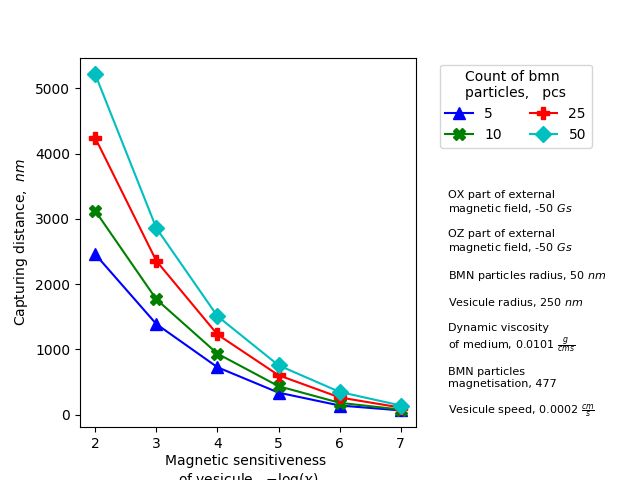 Count of bmn
particles, pcs
5 25
10 50
5000
4000
3000
2000
1000
0
Capturing distance, nm
2 3 4 5 6 7
Magnetic sensitiveness
of vesicule, −log(χ)
OX part of external
magnetic field, -50 Gs
OZ part of external
magnetic field, -50 Gs
BMN particles radius, 50 nm
Vesicule radius, 250 nm
Dynamic viscosity
of medium, 0.0101 g/cms
BMN particles
magnetisation, 477
Vesicule speed, 0.0002 cm/s